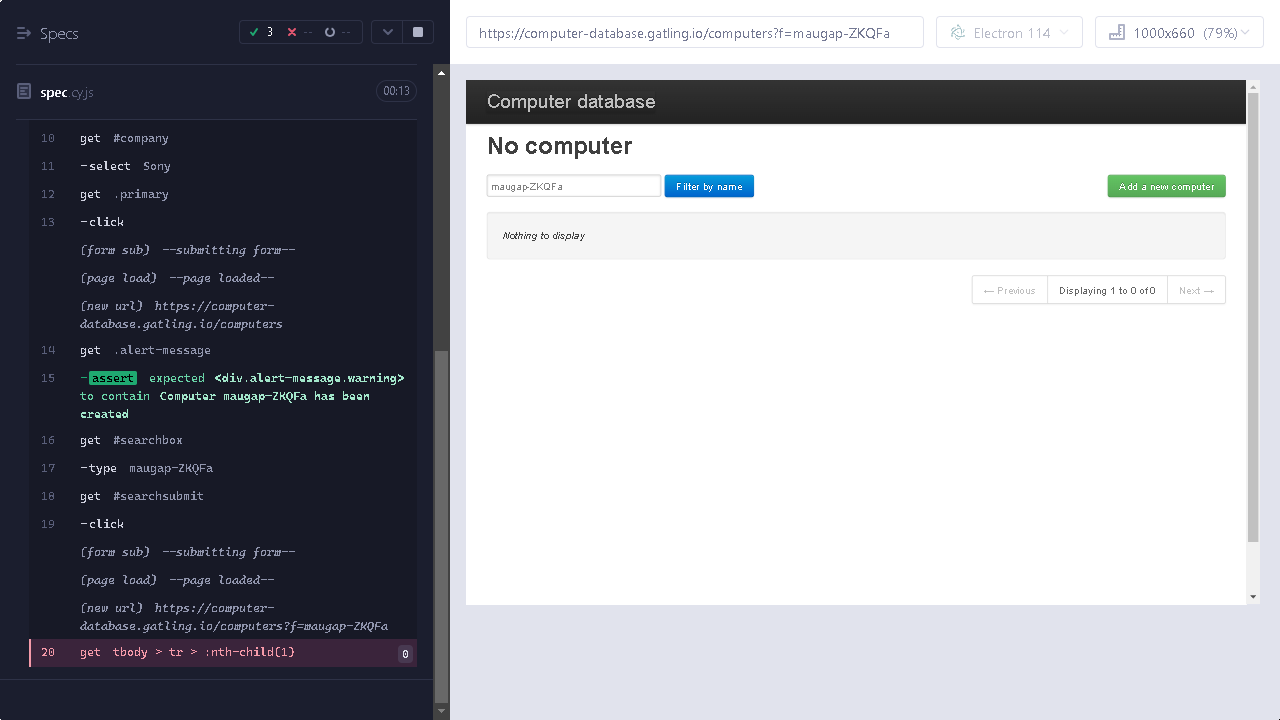 Specs
3
--
--
spec.cy.js
00:13
10 get #company
11 -select Sony
12 get .primary
13 -click
(form sub) --submitting form--
(page load) --page loaded--
(new url) https://computer-
database.gatling.io/computers
14 get .alert-message
15 -assert expected <div.alert-message.warning>
to contain Computer maugap-ZKQFa has been
created
16 get #searchbox
17 -type maugap-ZKQFa
18 get #searchsubmit
19 -click
(form sub) --submitting form--
(page load) --page loaded--
(new url) https://computer-
database.gatling.io/computers?f=maugap-ZKQFa
20 get tbody > tr > :nth-child(1) 0
https://computer-database.gatling.io/computers?f=maugap-ZKQFa
Electron 114
1000x660 (79%)
Computer database
No computer
maugap-ZKQFa
Filter by name
Add a new computer
Nothing to display
← Previous
Displaying 1 to 0 of 0
Next →